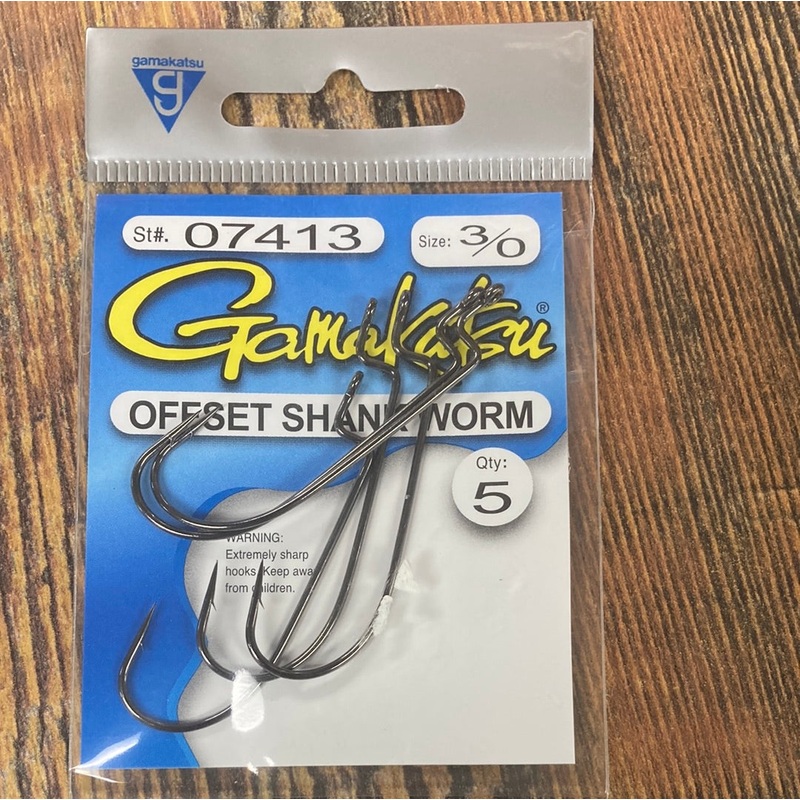 gamakatsu
g
St#. 07413
Size: 3/0
Gamakatsu®
OFFSET SHANK WORM
Qty:
5
WARNING:
Extremely sharp
hooks. Keep away
from children.